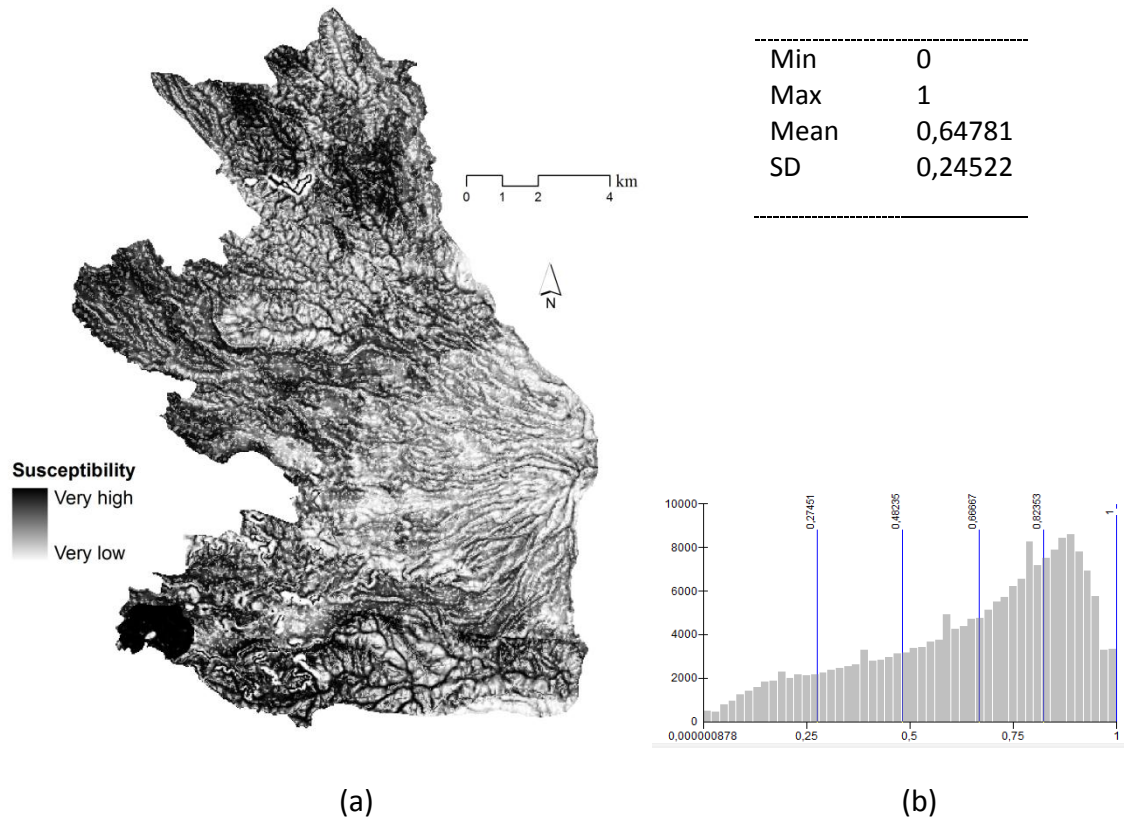 Min 0
Max 1
Mean 0,64781
SD 0,24522
km
0 1 2 4
N
Susceptibility
Very high
Very low
0,27451
0,48235
0,66667
0,82353
1
10000
8000
6000
4000
2000
0
0,000000878 0,25 0,5 0,75 1
(a)
(b)